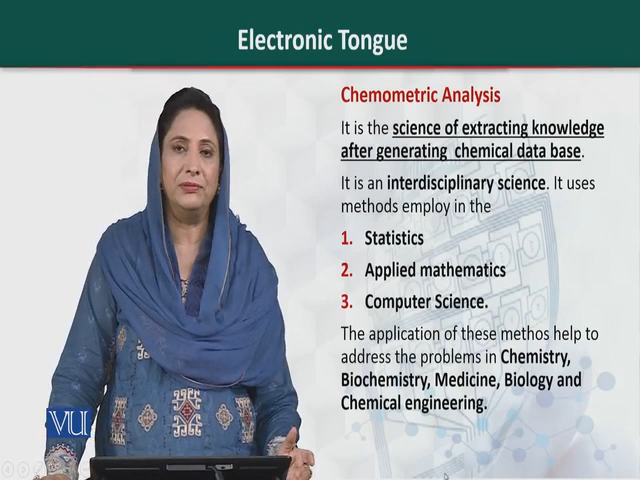 Electronic Tongue
Chemometric Analysis
It is the science of extracting knowledge
after generating chemical data base.
It is an interdisciplinary science. It uses
methods employ in the
1. Statistics
2. Applied mathematics
3. Computer Science.
The application of these methos help to
address the problems in Chemistry,
Biochemistry, Medicine, Biology and
Chemical engineering.
VU